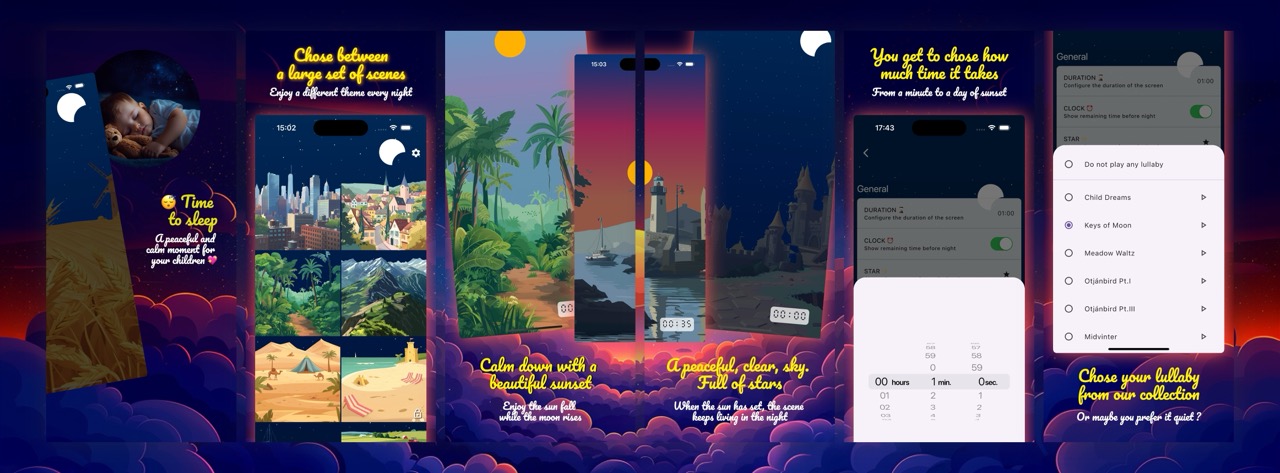 😴 Time
to sleep
A peaceful and
calm moment for
your children 💖
Chose between
a large set of scenes
Enjoy a different theme every night
15:02
15:03
00
00:35
00:00
Calm down with a
beautiful sunset
Enjoy the sun fall
while the moon rises
A peaceful, clear, sky.
Full of stars
When the sun has set, the scene
keeps living in the night
You get to chose how
much time it takes
From a minute to a day of sunset
17:43
General
DURATION ⌛
Configure the duration of the screen
01:00
CLOCK ⏰
Show remaining time before night
STAR
58 57
59 58
0 59
00 hours 1 min. 0 sec.
01 2 1
02 3 2
03 4 3
General
DURATION ⌛
Configure the duration of the screen
01:00
CLOCK ⏰
Show remaining time before night
STAR
Do not play any lullaby
Child Dreams
Keys of Moon
Meadow Waltz
Otjánbird Pt.I
Otjánbird Pt.III
Midvinter
Chose your lullaby
from our collection
Or maybe you prefer it quiet ?